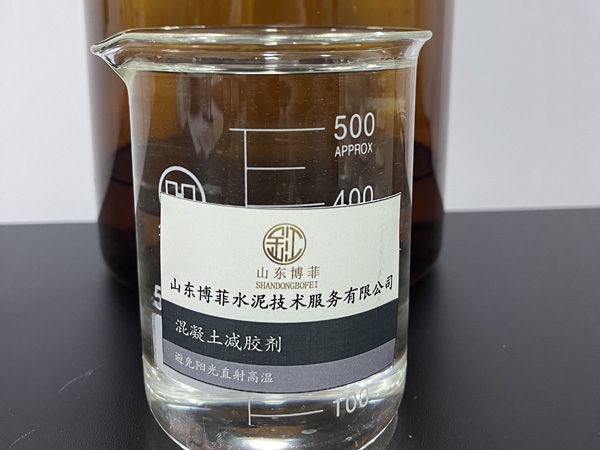 500
APPROX
400
山东博菲
SHANDONGBOFEI
山东博菲水泥技术服务有限公司
混凝土减胶剂
避免阳光直射高温
100